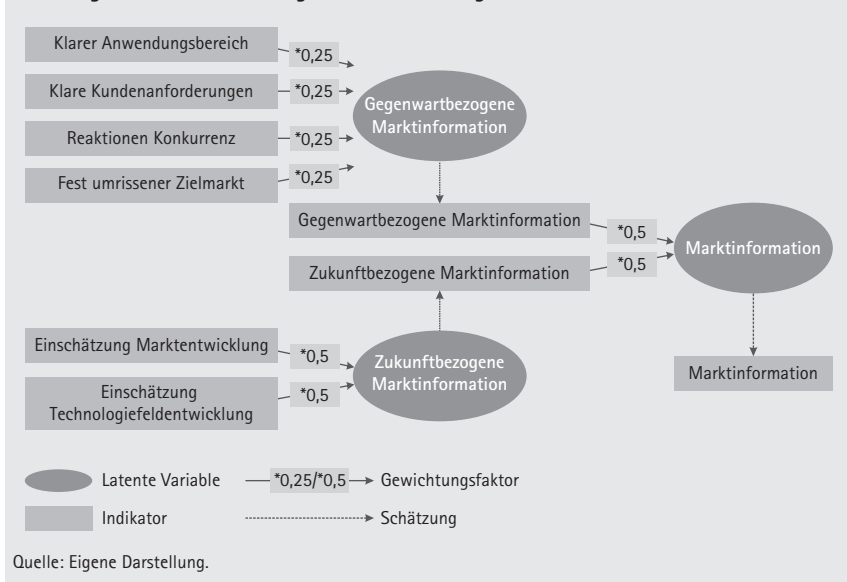 Klarer Anwendungsbereich
*0,25
Klare Kundenanforderungen
*0,25
Reaktionen Konkurrenz
*0,25
Fest umrissener Zielmarkt
*0,25
Gegenwartbezogene
Marktinformation
Gegenwartbezogene Marktinformation
*0,5
Zukunftbezogene Marktinformation
*0,5
Marktinformation
Einschätzung Marktentwicklung
*0,5
Einschätzung
Technologiefeldentwicklung
*0,5
Zukunftbezogene
Marktinformation
Marktinformation
Latente Variable
*0,25/*0,5
Gewichtungsfaktor
Indikator
Schätzung
Quelle: Eigene Darstellung.